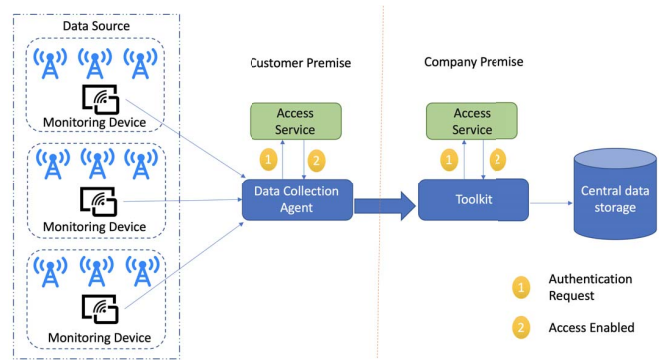 Data Source
Monitoring Device
Monitoring Device
Monitoring Device
Customer Premise
Access
Service
1
2
Data Collection
Agent
Company Premise
Access
Service
1
2
Toolkit
Central data
storage
1
Authentication
Request
2
Access Enabled